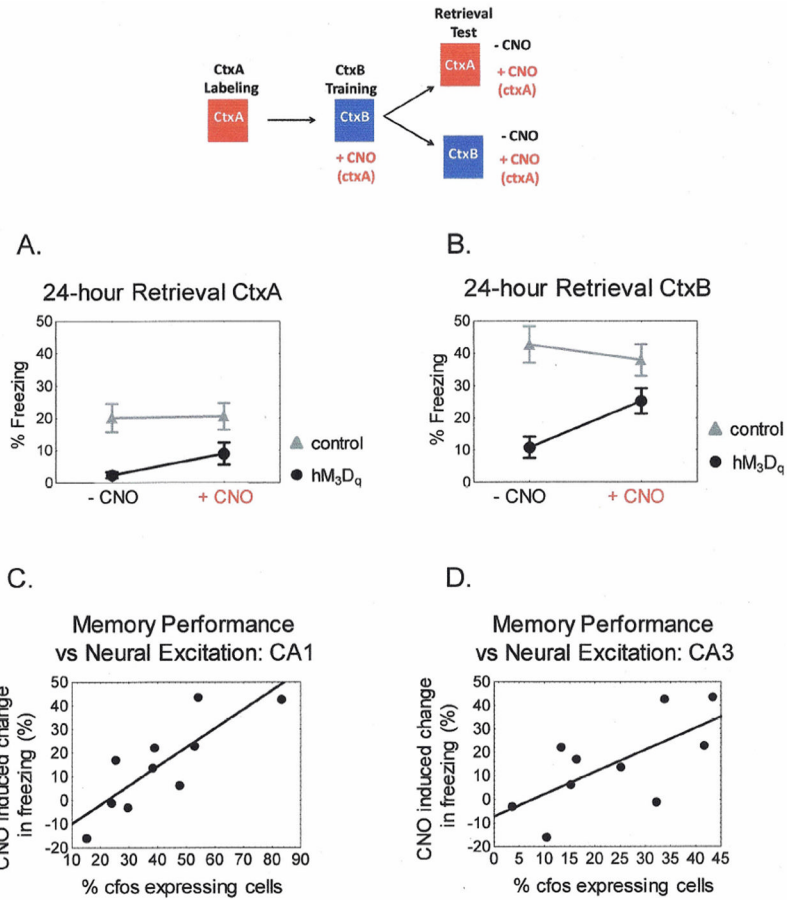 Retrieval
Test
CtxA
Labeling
CtxB
Training
CtxA
CtxB
+ CNO
(ctxA)
CtxA
- CNO
+ CNO
(ctxA)
CtxB
- CNO
+ CNO
(ctxA)
A.
24-hour Retrieval CtxA
% Freezing
50
40
30
20
10
0
- CNO
+ CNO
control
hM3Dq
B.
24-hour Retrieval CtxB
% Freezing
50
40
30
20
10
0
- CNO
+ CNO
control
hM3Dq
C.
Memory Performance
vs Neural Excitation: CA1
CNO induced change
in freezing (%)
50
40
30
20
10
0
-10
-20
10 20 30 40 50 60 70 80 90
% cfos expressing cells
D.
Memory Performance
vs Neural Excitation: CA3
CNO induced change
in freezing (%)
50
40
30
20
10
0
-10
-20
0 5 10 15 20 25 30 35 40 45
% cfos expressing cells